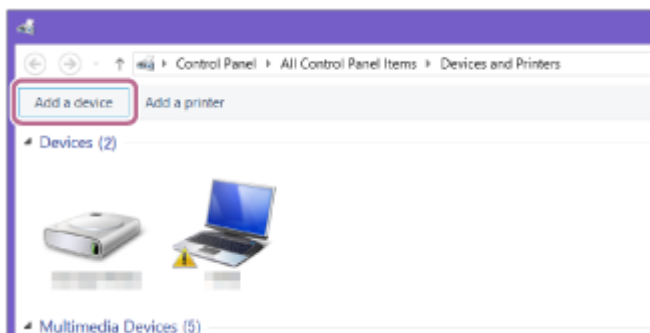 Control Panel All Control Panel Items Devices and Printers
Add a device Add a printer
Devices (2)
Multimedia Devices (5)